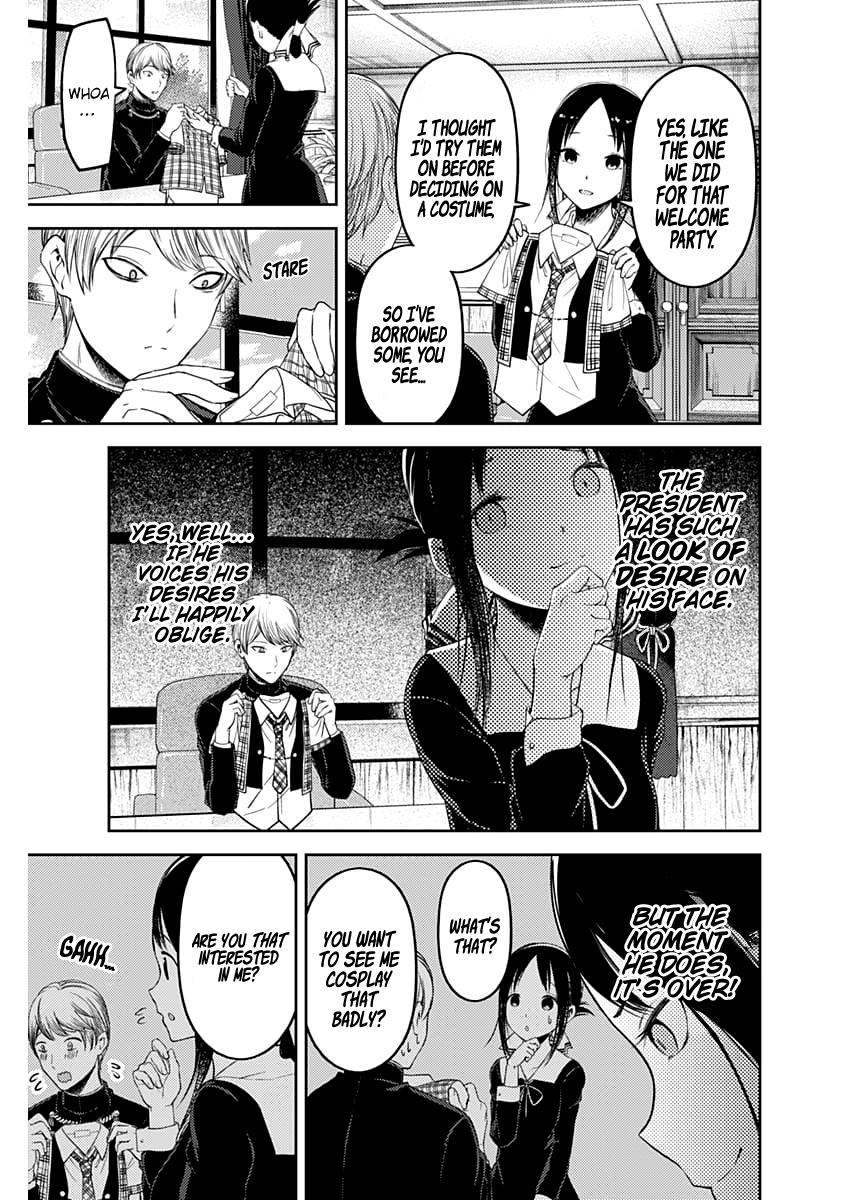 YES, LIKE
THE ONE
WE DID
FOR THAT
WELCOME
PARTY.
I THOUGHT
I'D TRY THEM
ON BEFORE
DECIDING ON
A COSTUME,
SO I'VE
BORROWED
SOME, YOU
SEE...
WHOA
...
STARE
THE
PRESIDENT
HAS SUCH
A LOOK OF
DESIRE ON
HIS FACE.
YES, WELL...
IF HE
VOICES HIS
DESIRES
I'LL HAPPILY
OBLIGE.
BUT THE
MOMENT
HE DOES,
IT'S OVER!
WHAT'S
THAT?
YOU WANT
TO SEE ME
COSPLAY
THAT
BADLY?
ARE YOU THAT
INTERESTED
IN ME?
GAHH...